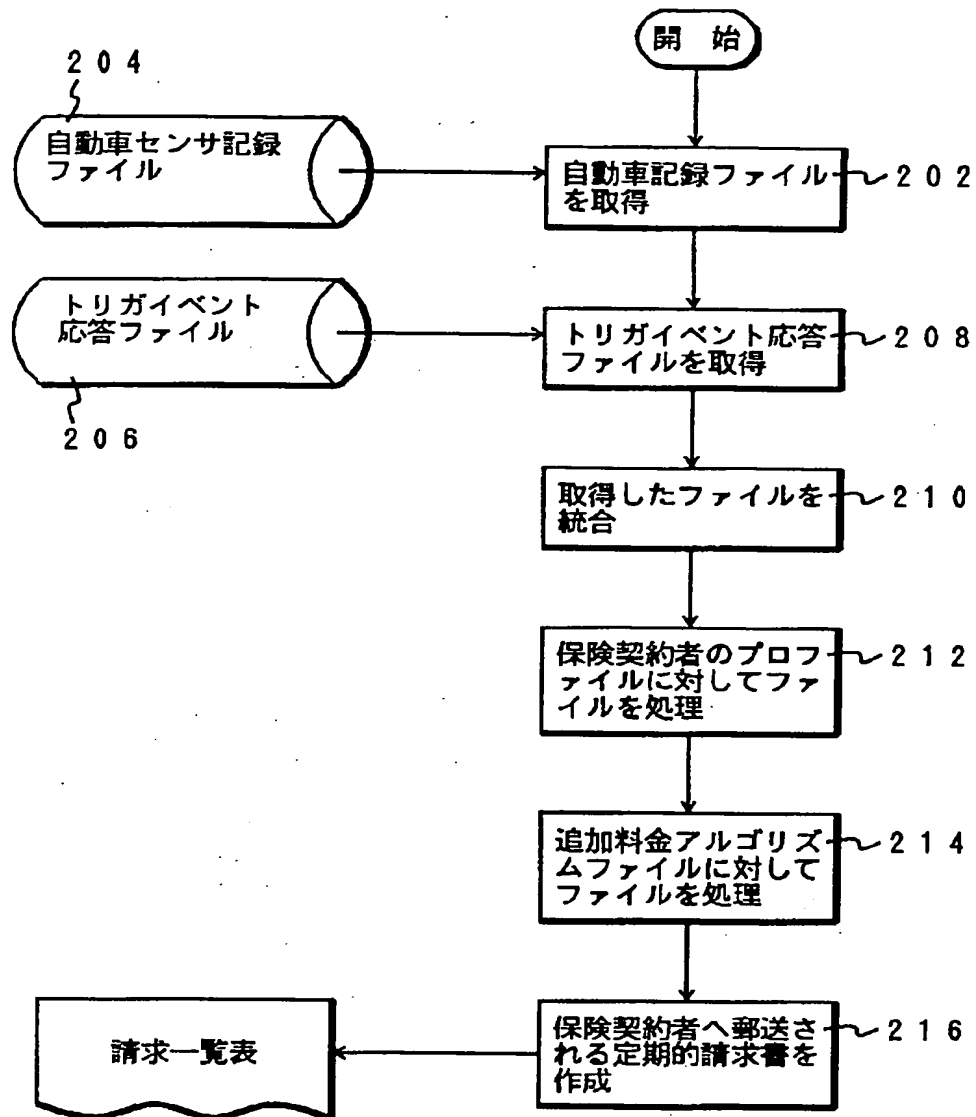 開 始
204
自動車センサ記録
ファイル
自動車記録ファイル
を取得
202
トリガイベント
応答ファイル
206
トリガイベント応答
ファイルを取得
208
取得したファイルを
統合
210
保険契約者のプロフ
ァイルに対してファ
イルを処理
212
追加料金アルゴリズ
ムファイルに対して
ファイルを処理
214
保険契約者へ郵送さ
れる定期的請求書を
作成
216
請求一覧表